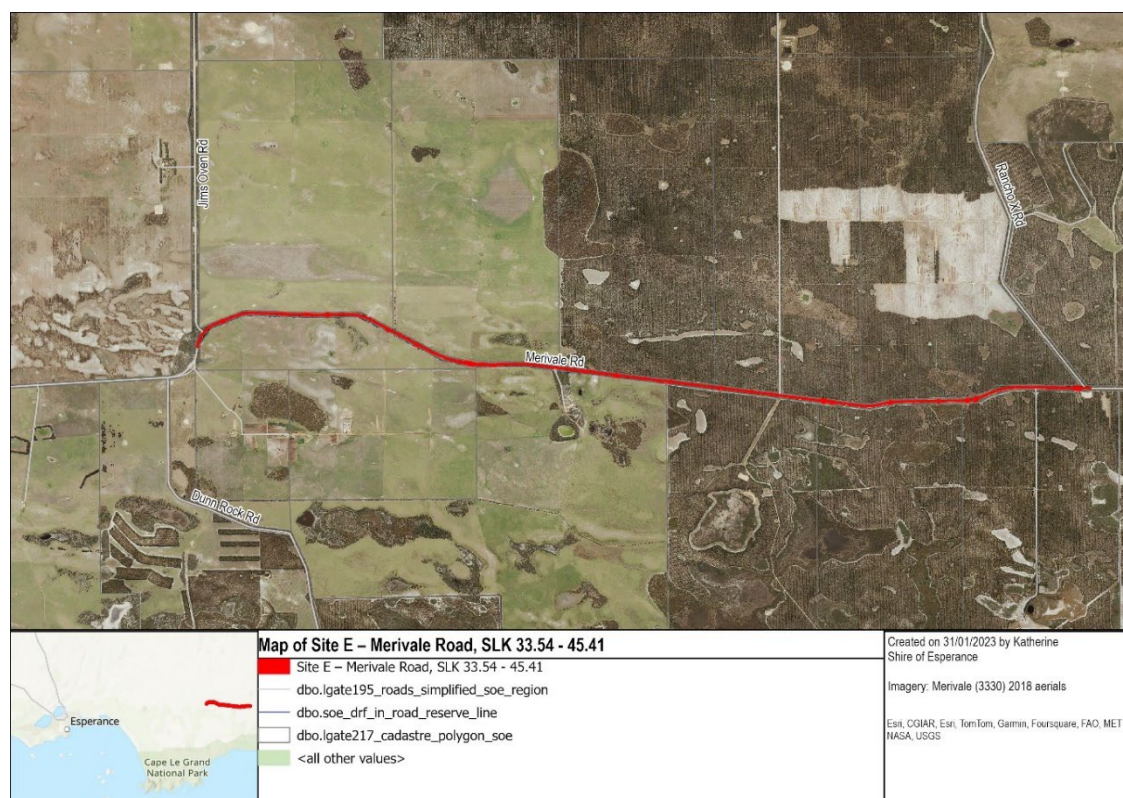 Jims Oven Rd
Rancho X Rd
Merivale Rd
Dunn Rock Rd
Map of Site E – Merivale Road, SLK 33.54 - 45.41
Site E – Merivale Road, SLK 33.54 - 45.41
dbo.lgate195_roads_simplified_soe_region
dbo.soe_drf_in_road_reserve_line
dbo.lgate217_cadastre_polygon_soe
<all other values>
Esperance
Cape Le Grand
National Park
Created on 31/01/2023 by Katherine
Shire of Esperance
Imagery: Merivale (3330) 2018 aerials
Esri, CGIAR, Esri, TomTom, Garmin, Foursquare, FAO, MET
NASA, USGS